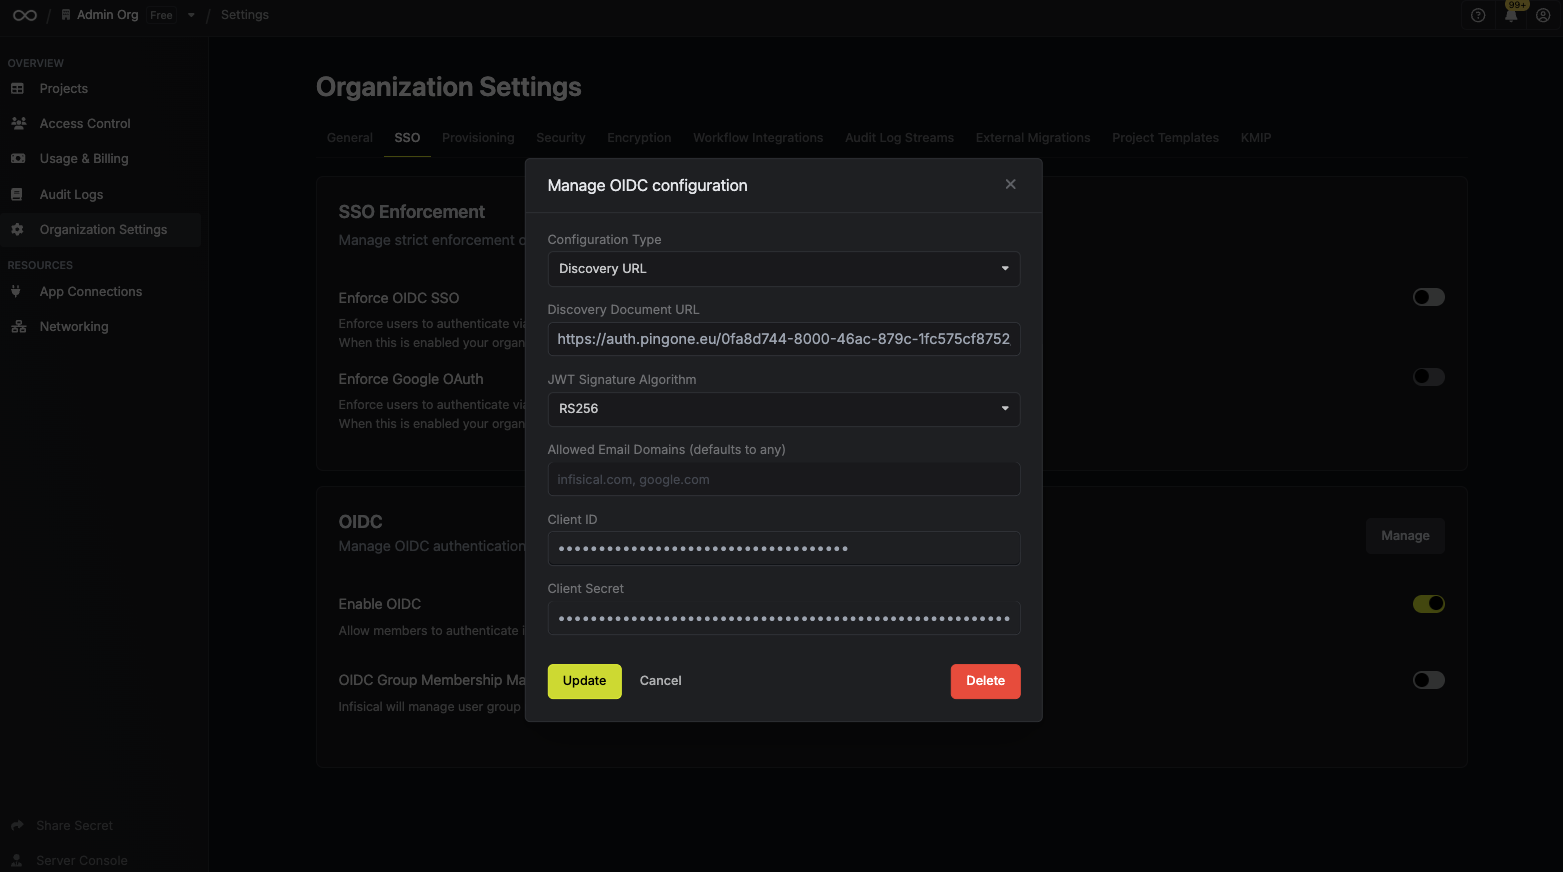 / Admin Org Free / Settings
99+
OVERVIEW
Projects
Access Control
Usage & Billing
Audit Logs
Organization Settings
RESOURCES
App Connections
Networking
Share Secret
Server Console
Organization Settings
General SSO Provisioning Security Encryption Workflow Integrations Audit Log Streams External Migrations Project Templates KMIP
SSO Enforcement
Manage strict enforcement
Enforce OIDC SSO
Enforce users to authenticate via
When this is enabled your organ
Enforce Google OAuth
Enforce users to authenticate via
When this is enabled your organ
OIDC
Manage OIDC authentication
Manage
Enable OIDC
Allow members to authenticate
OIDC Group Membership Ma
Infisical will manage user group
Manage OIDC configuration
Configuration Type
Discovery URL
Discovery Document URL
https://auth.pingone.eu/0fa8d744-8000-46ac-879c-1fc575cf8752
JWT Signature Algorithm
RS256
Allowed Email Domains (defaults to any)
infisical.com, google.com
Client ID
Client Secret
Update Cancel Delete